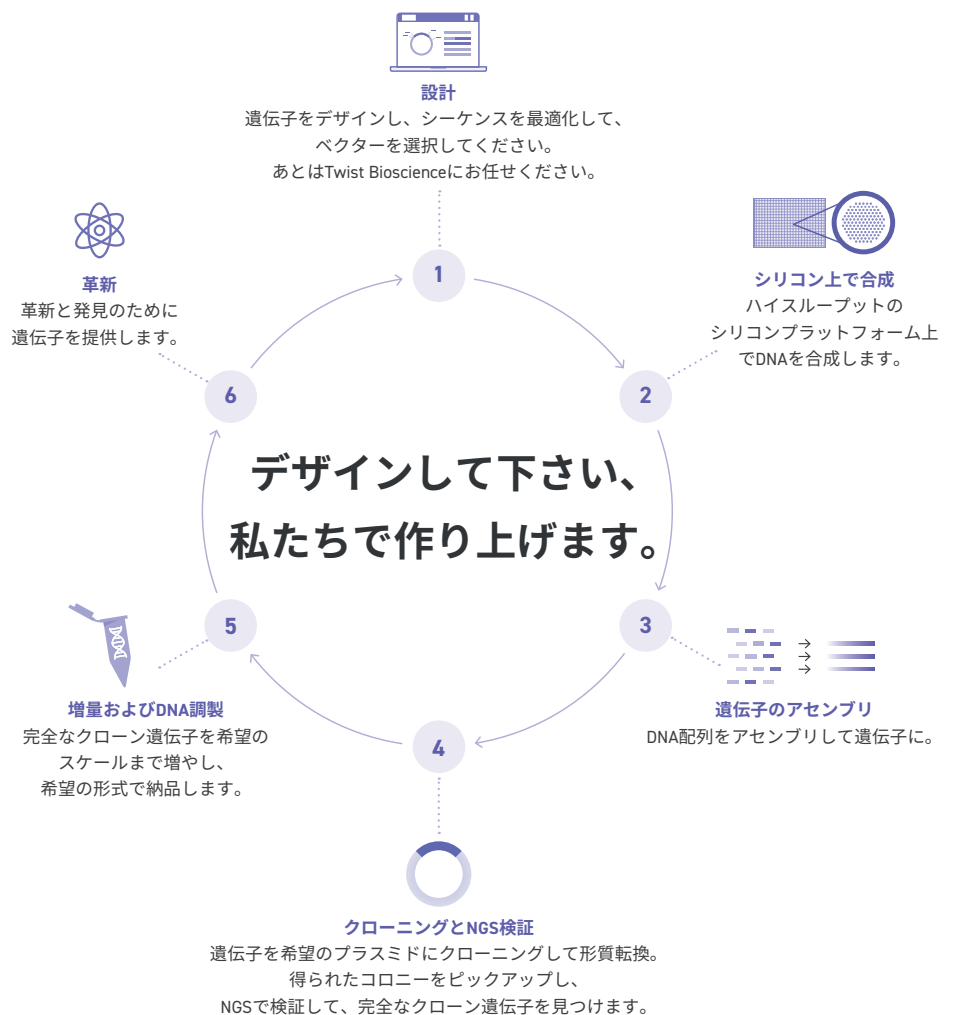 設計
遺伝子をデザインし、シーケンスを最適化して、
ベクターを選択してください。
あとはTwist Bioscienceにお任せください。
1
シリコン上で合成
ハイスループットの
シリコンプラットフォーム上
でDNAを合成します。
2
3
遺伝子のアセンブリ
DNA配列をアセンブリして遺伝子に。
4
クローニングとNGS検証
遺伝子を希望のプラスミドにクローニングして形質転換。
得られたコロニーをピックアップし、
NGSで検証して、完全なクローン遺伝子を見つけます。
5
増量およびDNA調製
完全なクローン遺伝子を希望の
スケールまで増やし、
希望の形式で納品します。
6
革新
革新と発見のために
遺伝子を提供します。
デザインして下さい、
私たちで作り上げます。